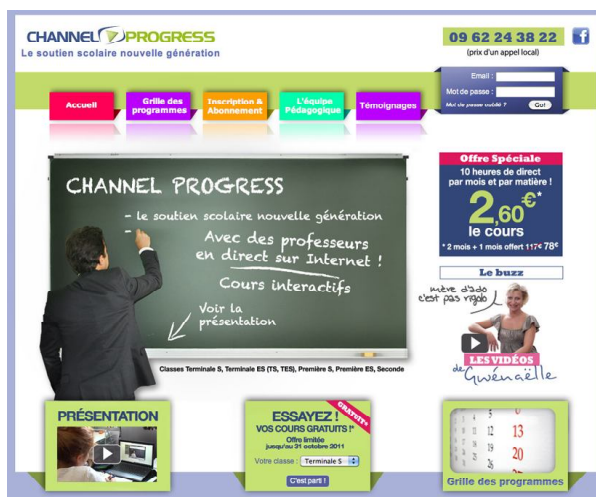 CHANNEL PROGRESS
Le soutien scolaire nouvelle génération
09 62 24 38 22
(prix d'un appel local)
f
Email :
Mot de passe :
Mot de passe oublié ?
Go!
Accueil
Grille des
programmes
Inscription &
Abonnement
L'équipe
Pédagogique
Témoignages
CHANNEL PROGRESS
- le soutien scolaire nouvelle génération
-
Avec des professeurs
en direct sur Internet !
Cours interactifs
Voir la
présentation
Classes Terminale S, Terminale ES (TS, TES), Première S, Première ES, Seconde
Offre Spéciale
10 heures de direct
par mois et par matière !
2,60€*
le cours
* 2 mois + 1 mois offert 117€ 78€
Le buzz
mère d'ado
c'est pas rigolo
LES VIDÉOS
de Gwénaëlle
PRÉSENTATION
ESSAYEZ !
GRATUIT*
VOS COURS GRATUITS !*
Offre limitée
jusqu'au 31 octobre 2011
Votre classe :
Terminale S
C'est parti !
5
6
13
20
27
Grille des programmes